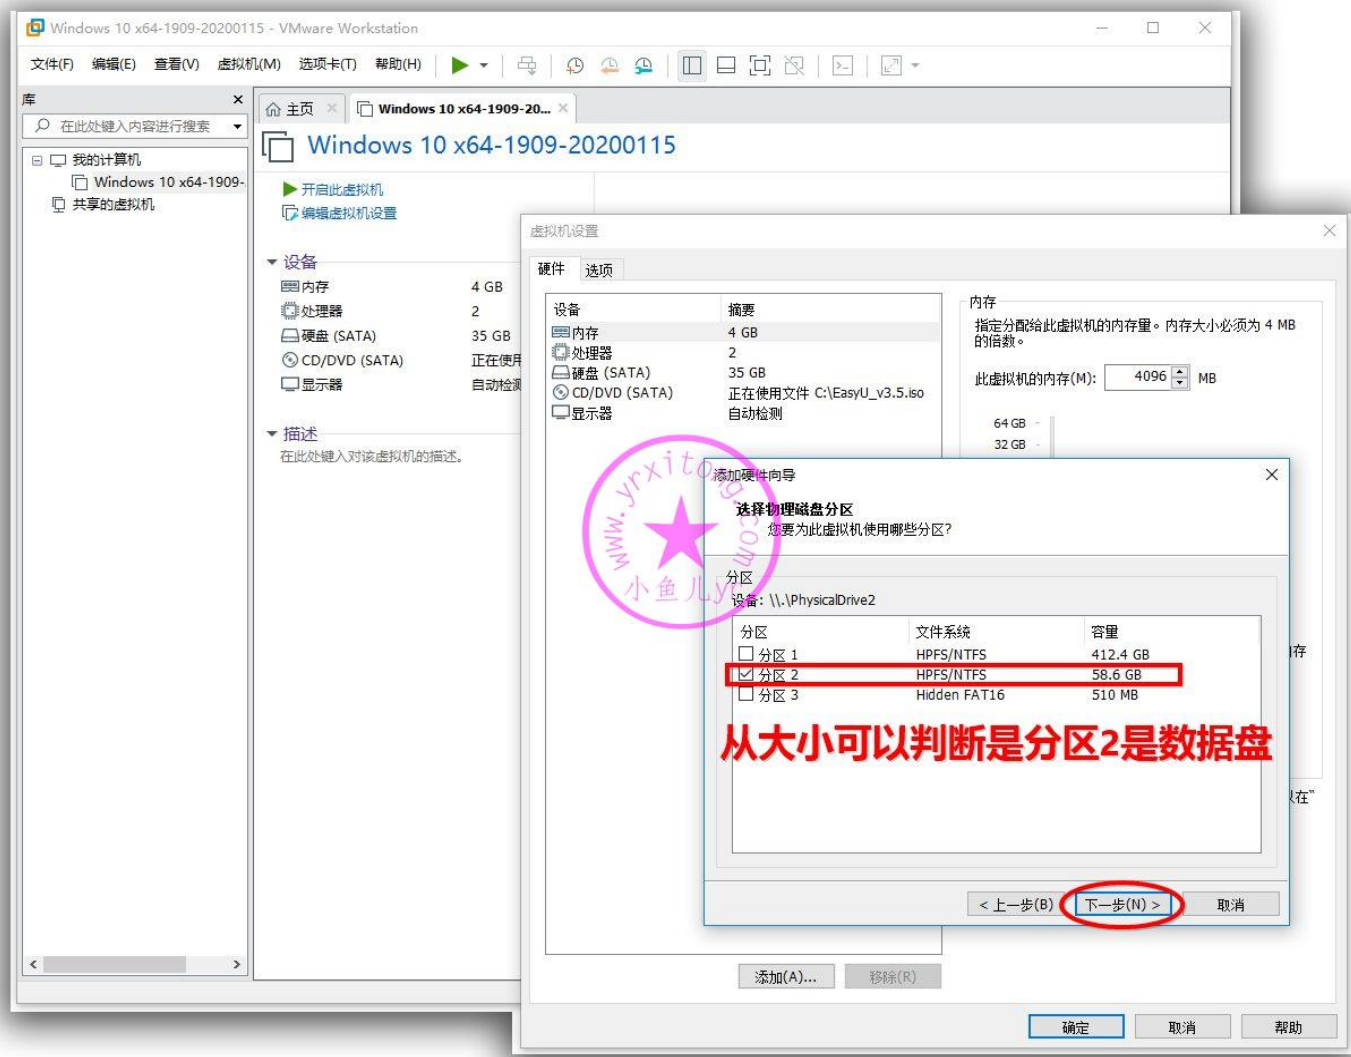 Windows 10 x64-1909-20200115 - VMware Workstation
文件(F) 编辑(E) 查看(V) 虚拟机(M) 选项卡(T) 帮助(H)
库
在此处键入内容进行搜索
我的计算机
Windows 10 x64-1909-
共享的虚拟机
主页
Windows 10 x64-1909-20...
Windows 10 x64-1909-20200115
开启此虚拟机
编辑虚拟机设置
设备
内存 4 GB
处理器 2
硬盘 (SATA) 35 GB
CD/DVD (SATA) 正在使用
显示器 自动检测
描述
在此处键入对该虚拟机的描述。
虚拟机设置
硬件 选项
设备 摘要
内存 4 GB
处理器 2
硬盘 (SATA) 35 GB
CD/DVD (SATA) 正在使用文件 C:\EasyU_v3.5.iso
显示器 自动检测
内存
指定分配给此虚拟机的内存量。内存大小必须为 4 MB
的倍数。
此虚拟机的内存(M): 4096 MB
64 GB
32 GB
添加硬件向导
选择物理磁盘分区
您要为此虚拟机使用哪些分区?
分区
设备: \\.\PhysicalDrive2
分区 文件系统 容量
分区 1 HPFS/NTFS 412.4 GB
分区 2 HPFS/NTFS 58.6 GB
分区 3 Hidden FAT16 510 MB
从大小可以判断是分区2是数据盘
< 上一步(B) 下一步(N) > 取消
添加(A)... 移除(R)
确定 取消 帮助
www.yrxitong.com
小鱼儿yr